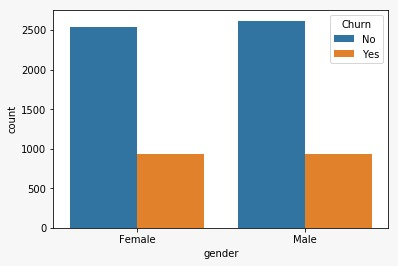 Churn
No
Yes
2500
2000
1500
1000
500
0
count
Female
Male
gender